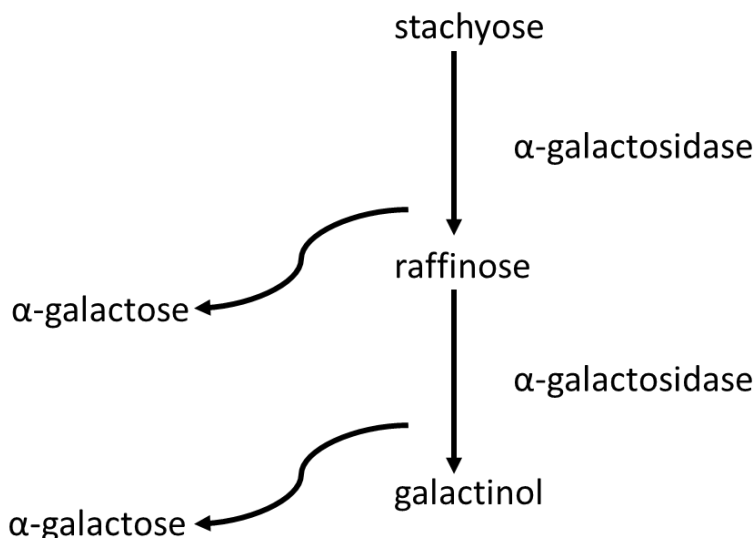 stachyose
α-galactosidase
raffinose
α-galactose
α-galactosidase
galactinol
α-galactose